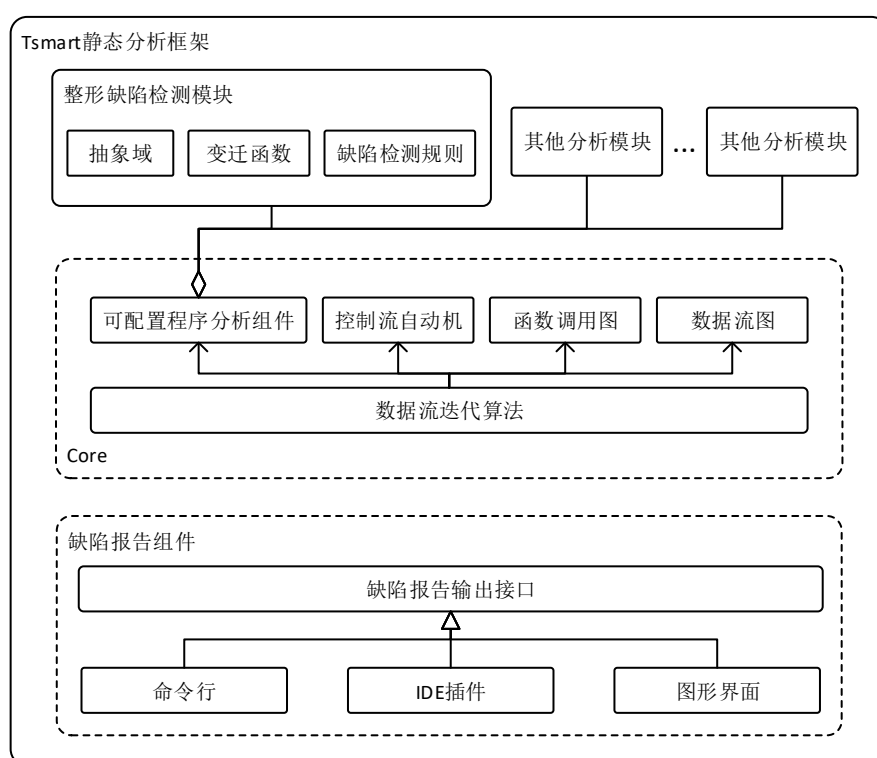 Tsmart静态分析框架
整形缺陷检测模块
抽象域
变迁函数
缺陷检测规则
其他分析模块
...
其他分析模块
可配置程序分析组件
控制流自动机
函数调用图
数据流图
数据流迭代算法
Core
缺陷报告组件
缺陷报告输出接口
命令行
IDE插件
图形界面